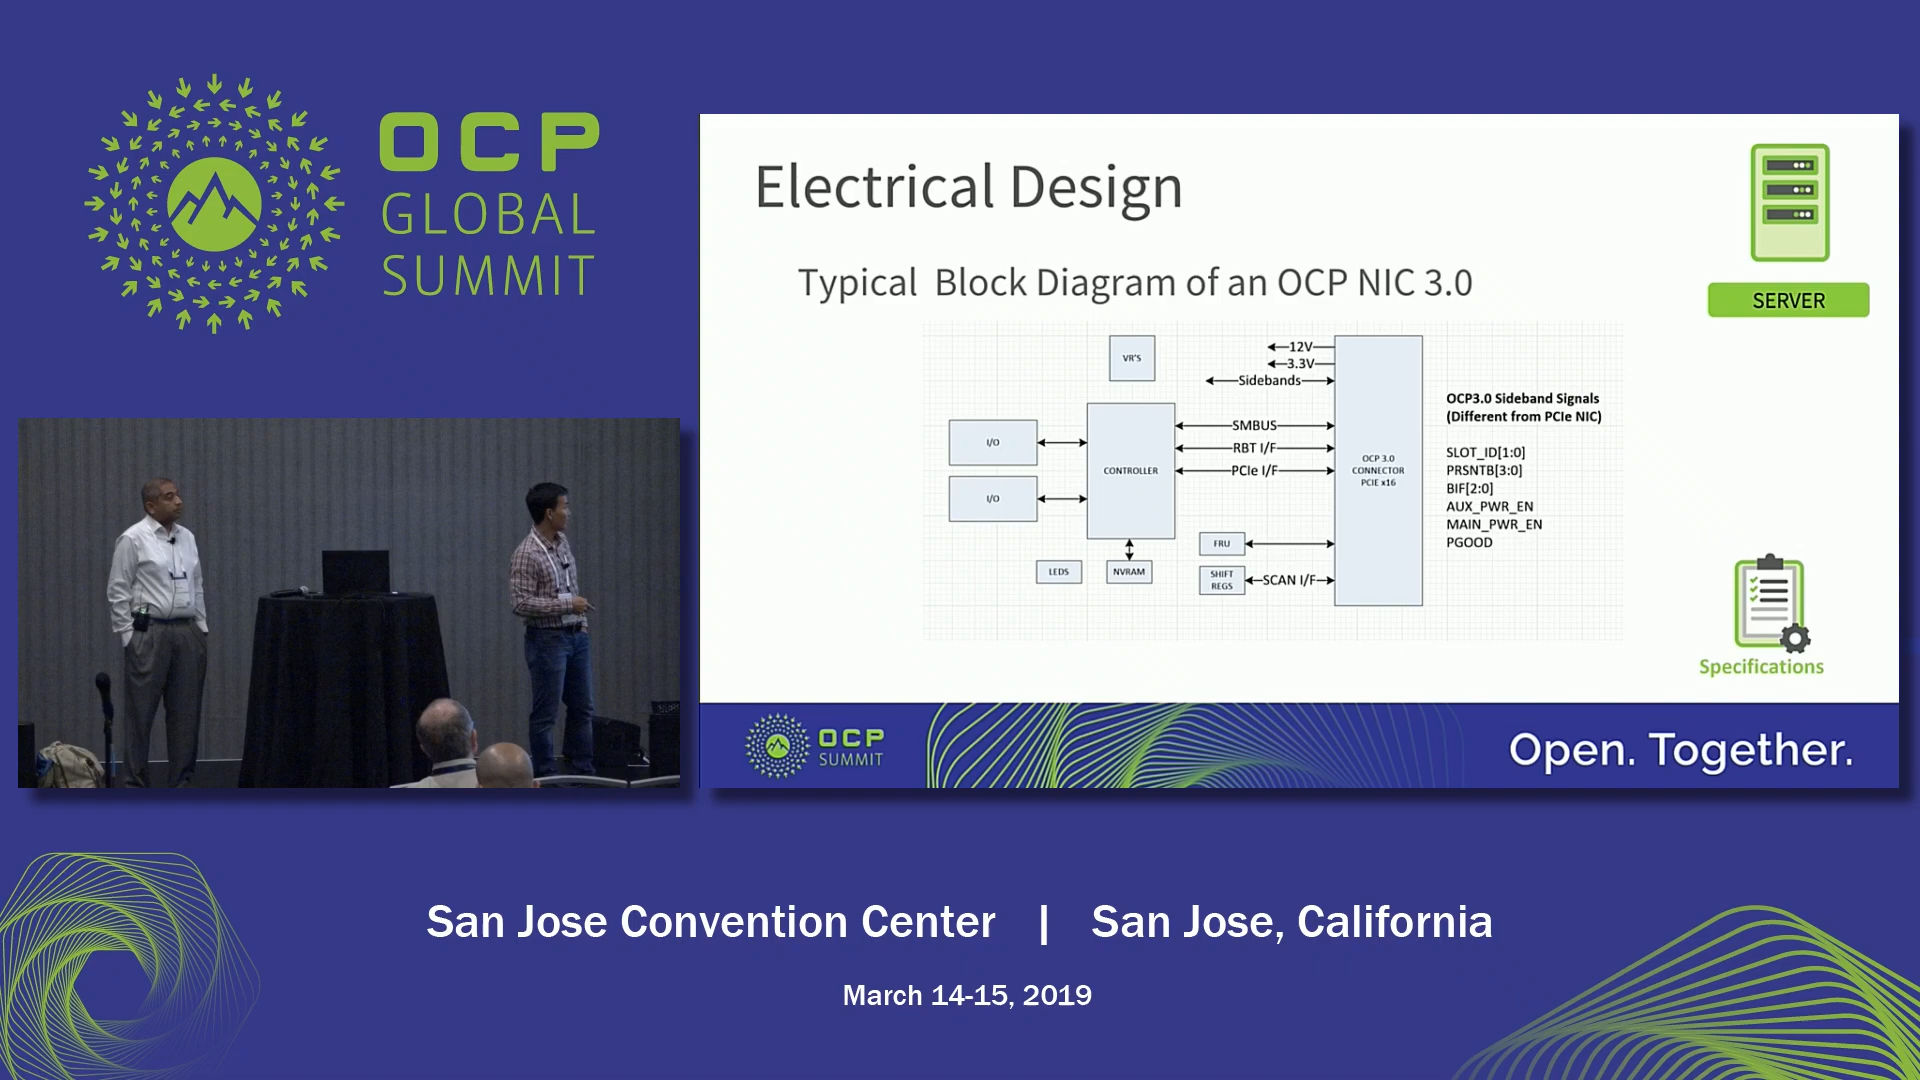 OCP
GLOBAL
SUMMIT
Electrical Design
Typical Block Diagram of an OCP NIC 3.0
SERVER
VR'S
12V
3.3V
Sidebands
I/O
I/O
CONTROLLER
SMBUS
RBT I/F
PCIe I/F
OCP 3.0
CONNECTOR
PCIE x16
LEDS
NVRAM
FRU
SHIFT
REGS
SCAN I/F
OCP3.0 Sideband Signals
(Different from PCIe NIC)
SLOT_ID[1:0]
PRSNTB[3:0]
BIF[2:0]
AUX_PWR_EN
MAIN_PWR_EN
PGOOD
Specifications
OCP
SUMMIT
Open. Together.
San Jose Convention Center | San Jose, California
March 14-15, 2019